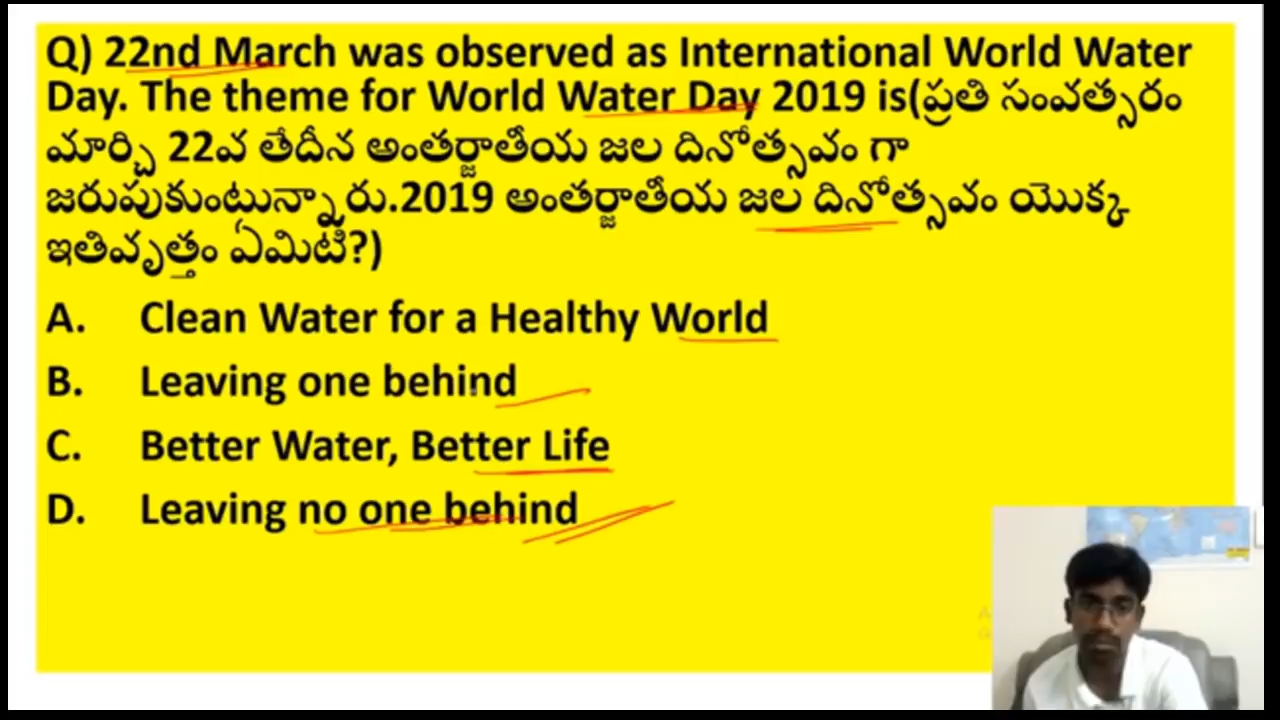 Q) 22nd March was observed as International World Water
Day. The theme for World Water Day 2019 is(ప్రతి సంవత్సరం
మార్చి 22వ తేదీన అంతర్జాతీయ జల దినోత్సవం గా
జరుపుకుంటున్నారు.2019 అంతర్జాతీయ జల దినోత్సవం యొక్క
ఇతివృత్తం ఏమిటి?)
A. Clean Water for a Healthy World
B. Leaving one behind
C. Better Water, Better Life
D. Leaving no one behind